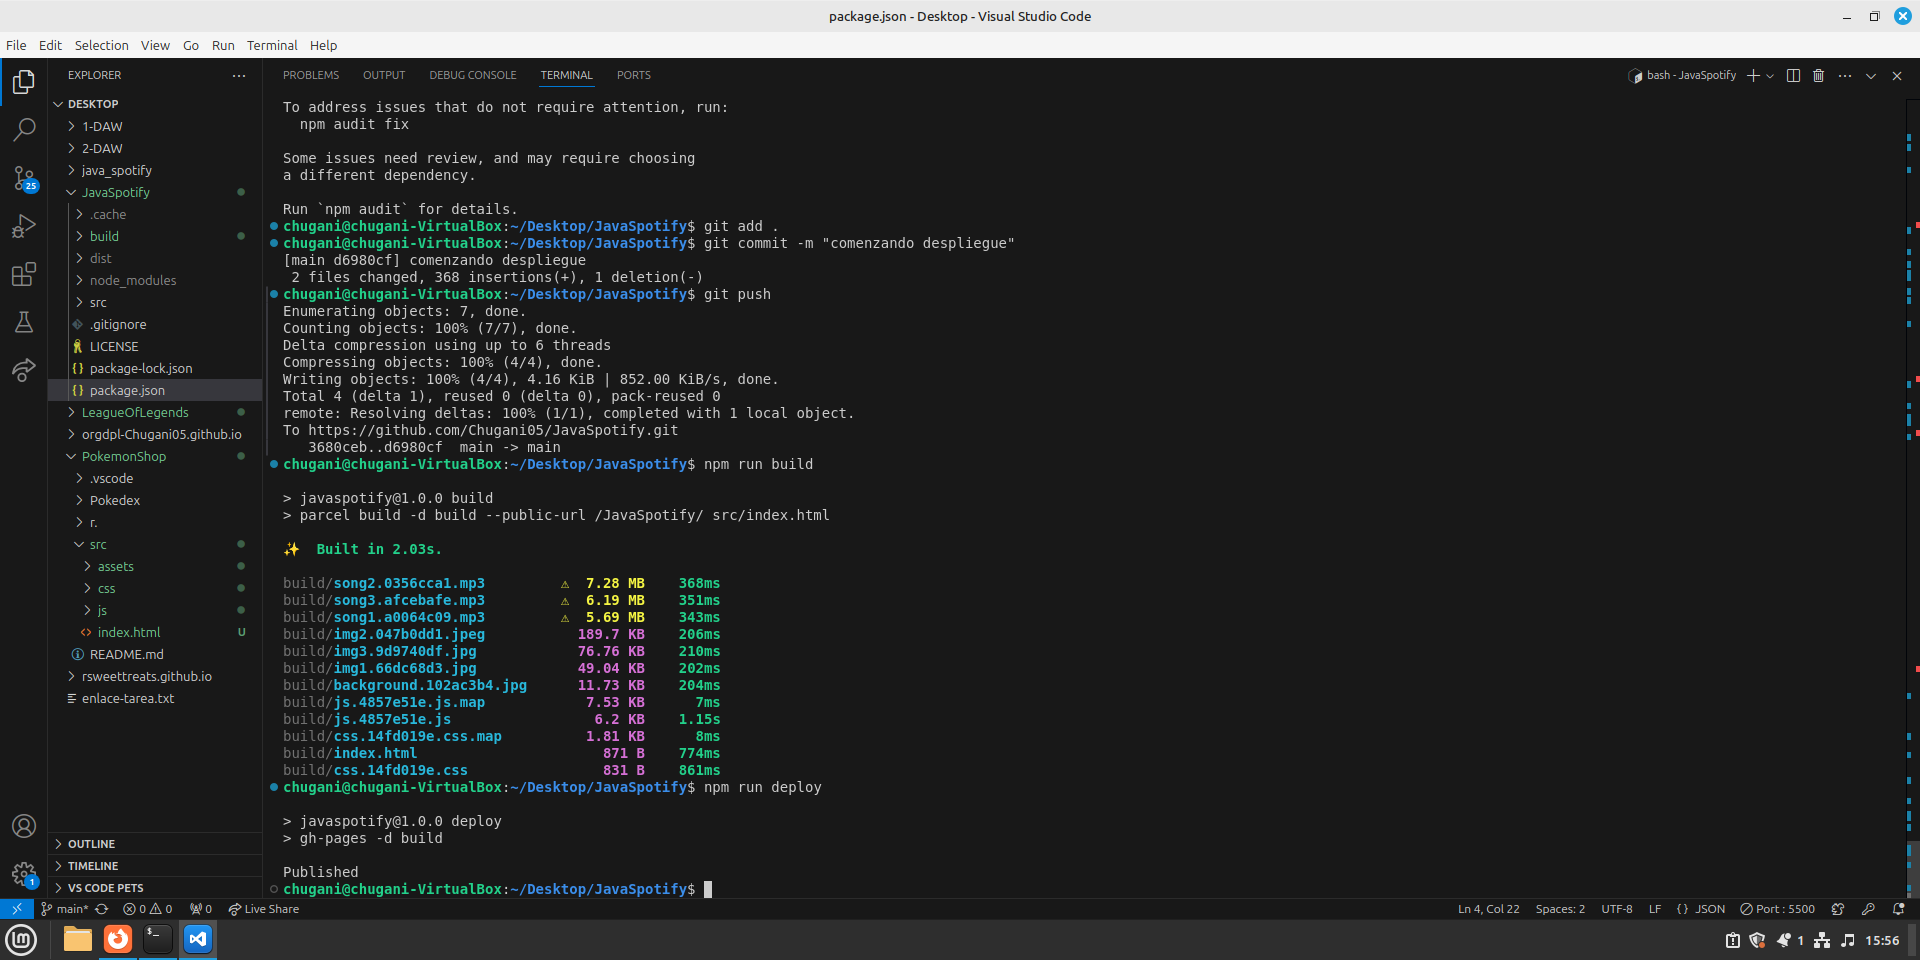 package.json - Desktop - Visual Studio Code
File Edit Selection View Go Run Terminal Help
EXPLORER
DESKTOP
1-DAW
2-DAW
java_spotify
JavaSpotify
.cache
build
dist
node_modules
src
.gitignore
LICENSE
package-lock.json
package.json
LeagueOfLegends
orgdpl-Chugani05.github.io
PokemonShop
.vscode
Pokedex
r.
src
assets
css
js
index.html U
README.md
rsweettreats.github.io
enlace-tarea.txt
OUTLINE
TIMELINE
VS CODE PETS
25
1
PROBLEMS OUTPUT DEBUG CONSOLE TERMINAL PORTS
bash - JavaSpotify
To address issues that do not require attention, run:
npm audit fix
Some issues need review, and may require choosing
a different dependency.
Run `npm audit` for details.
chugani@chugani-VirtualBox:~/Desktop/JavaSpotify$ git add .
chugani@chugani-VirtualBox:~/Desktop/JavaSpotify$ git commit -m "comenzando despliegue"
[main d6980cf] comenzando despliegue
2 files changed, 368 insertions(+), 1 deletion(-)
chugani@chugani-VirtualBox:~/Desktop/JavaSpotify$ git push
Enumerating objects: 7, done.
Counting objects: 100% (7/7), done.
Delta compression using up to 6 threads
Compressing objects: 100% (4/4), done.
Writing objects: 100% (4/4), 4.16 KiB | 852.00 KiB/s, done.
Total 4 (delta 1), reused 0 (delta 0), pack-reused 0
remote: Resolving deltas: 100% (1/1), completed with 1 local object.
To https://github.com/Chugani05/JavaSpotify.git
3680ceb..d6980cf main -> main
chugani@chugani-VirtualBox:~/Desktop/JavaSpotify$ npm run build
> javaspotify@1.0.0 build
> parcel build -d build --public-url /JavaSpotify/ src/index.html
✨ Built in 2.03s.
build/song2.0356cca1.mp3 ⚠ 7.28 MB 368ms
build/song3.afcebafe.mp3 ⚠ 6.19 MB 351ms
build/song1.a0064c09.mp3 ⚠ 5.69 MB 343ms
build/img2.047b0dd1.jpeg 189.7 KB 206ms
build/img3.9d9740df.jpg 76.76 KB 210ms
build/img1.66dc68d3.jpg 49.04 KB 202ms
build/background.102ac3b4.jpg 11.73 KB 204ms
build/js.4857e51e.js.map 7.53 KB 7ms
build/js.4857e51e.js 6.2 KB 1.15s
build/css.14fd019e.css.map 1.81 KB 8ms
build/index.html 871 B 774ms
build/css.14fd019e.css 831 B 861ms
chugani@chugani-VirtualBox:~/Desktop/JavaSpotify$ npm run deploy
> javaspotify@1.0.0 deploy
> gh-pages -d build
Published
chugani@chugani-VirtualBox:~/Desktop/JavaSpotify$
main* 0 0 0 Live Share Ln 4, Col 22 Spaces: 2 UTF-8 LF {} JSON Port : 5500
1 15:56